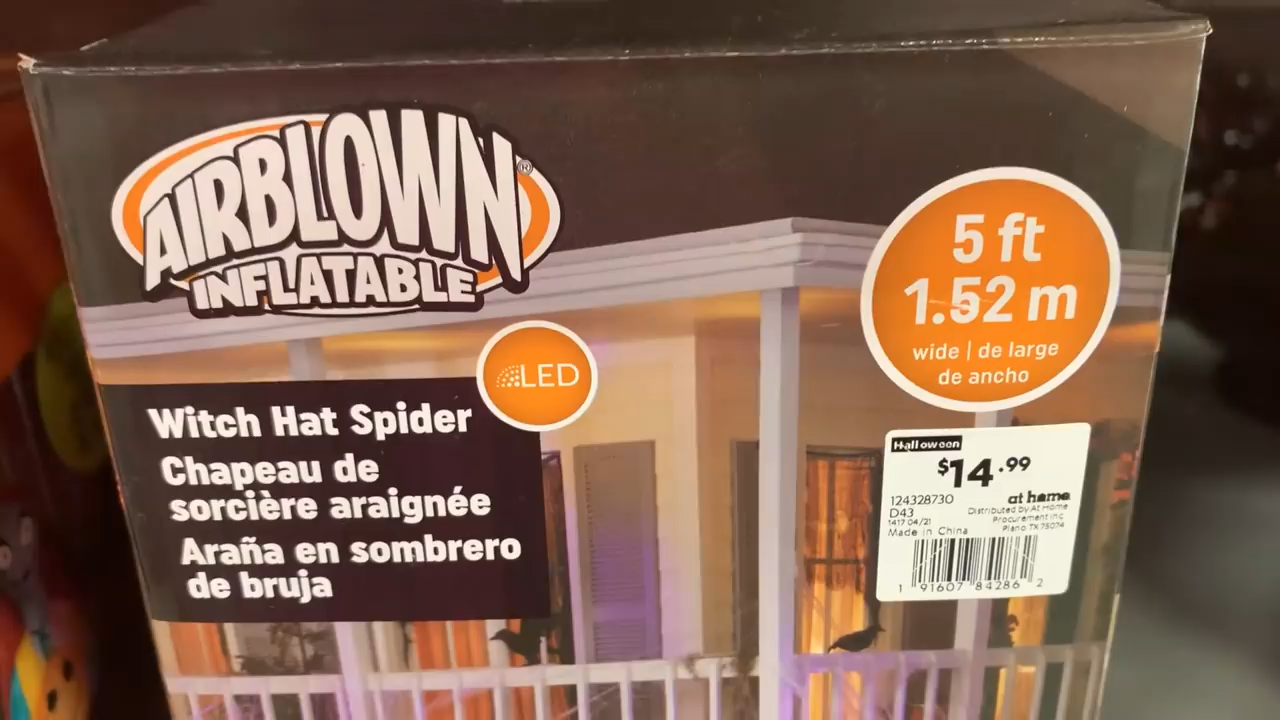 AIRBLOWN®
INFLATABLE
LED
5 ft
1.52 m
wide | de large
de ancho
Witch Hat Spider
Chapeau de
sorcière araignée
Araña en sombrero
de bruja
Halloween
$14.99
124328730
D43
1417 04/21
Made in China
at home
Distributed by At Home
Procurement Inc
Plano TX 75074
1 91607 84286 2